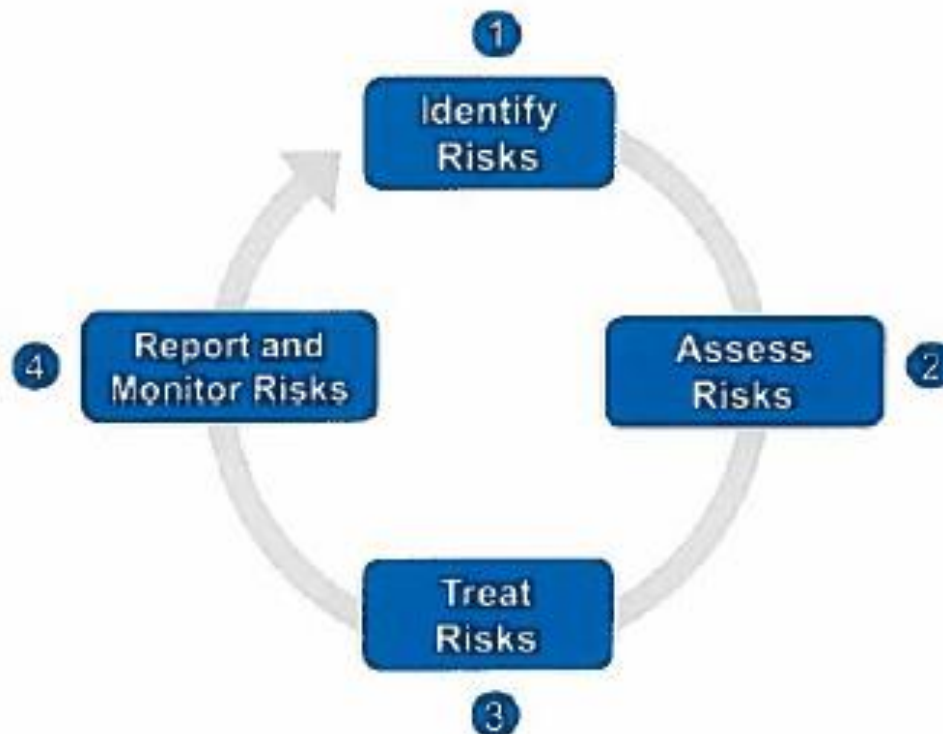 1
Identify
Risks
Assess
Risks
2
Treat
Risks
3
Report and
Monitor Risks
4